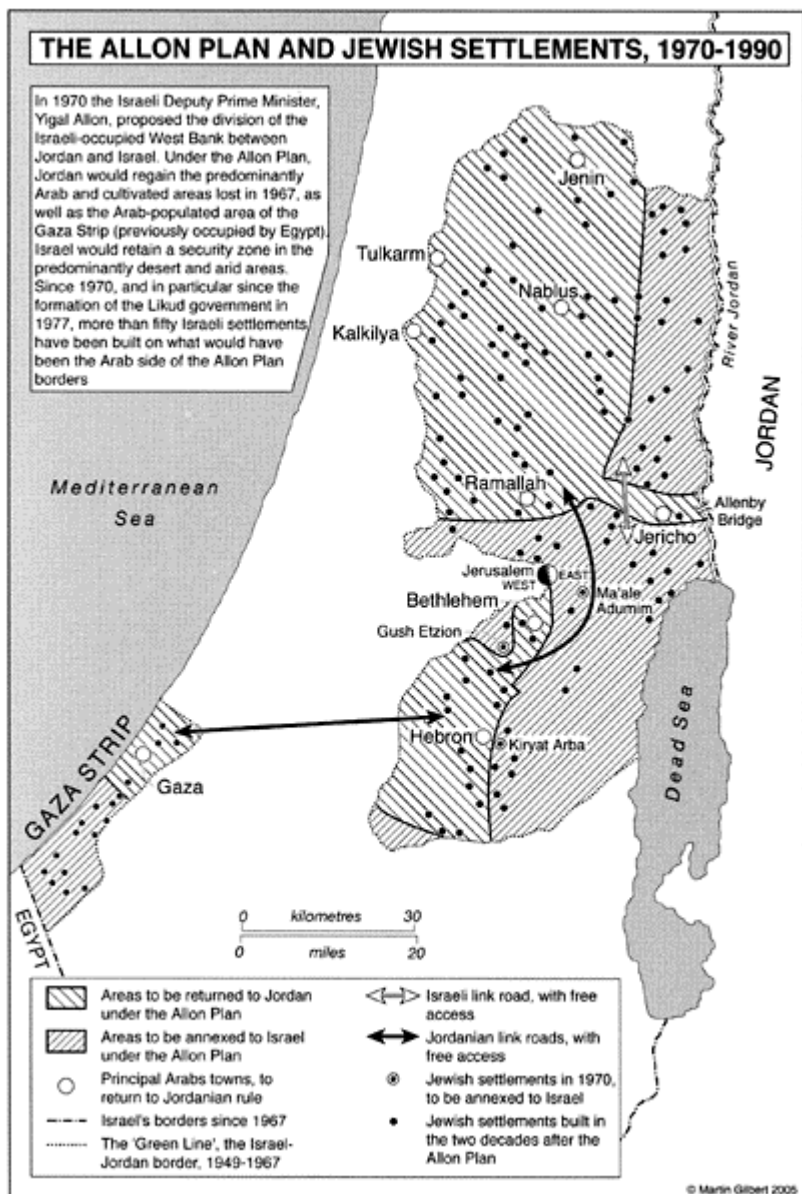 THE ALLON PLAN AND JEWISH SETTLEMENTS, 1970-1990
In 1970 the Israeli Deputy Prime Minister,
Yigal Allon, proposed the division of the
Israeli-occupied West Bank between
Jordan and Israel. Under the Allon Plan,
Jordan would regain the predominantly
Arab and cultivated areas lost in 1967, as
well as the Arab-populated area of the
Gaza Strip (previously occupied by Egypt).
Israel would retain a security zone in the
predominantly desert and arid areas.
Since 1970, and in particular since the
formation of the Likud government in
1977, more than fifty Israeli settlements
have been built on what would have
been the Arab side of the Allon Plan
borders
Jenin
Tulkarm
Nablus
Kalkilya
River Jordan
JORDAN
Mediterranean
Sea
Ramallah
Allenby
Bridge
Jericho
Jerusalem
WEST
EAST
Ma'ale
Adumim
Bethlehem
Gush Etzion
Hebron
Kiryat Arba
Dead Sea
GAZA STRIP
Gaza
EGYPT
0 kilometres 30
0 miles 20
Areas to be returned to Jordan
under the Allon Plan
Areas to be annexed to Israel
under the Allon Plan
Principal Arabs towns, to
return to Jordanian rule
Israel's borders since 1967
The 'Green Line', the Israel-
Jordan border, 1949-1967
Israeli link road, with free
access
Jordanian link roads, with
free access
Jewish settlements in 1970,
to be annexed to Israel
Jewish settlements built in
the two decades after the
Allon Plan
© Martin Gilbert 2005